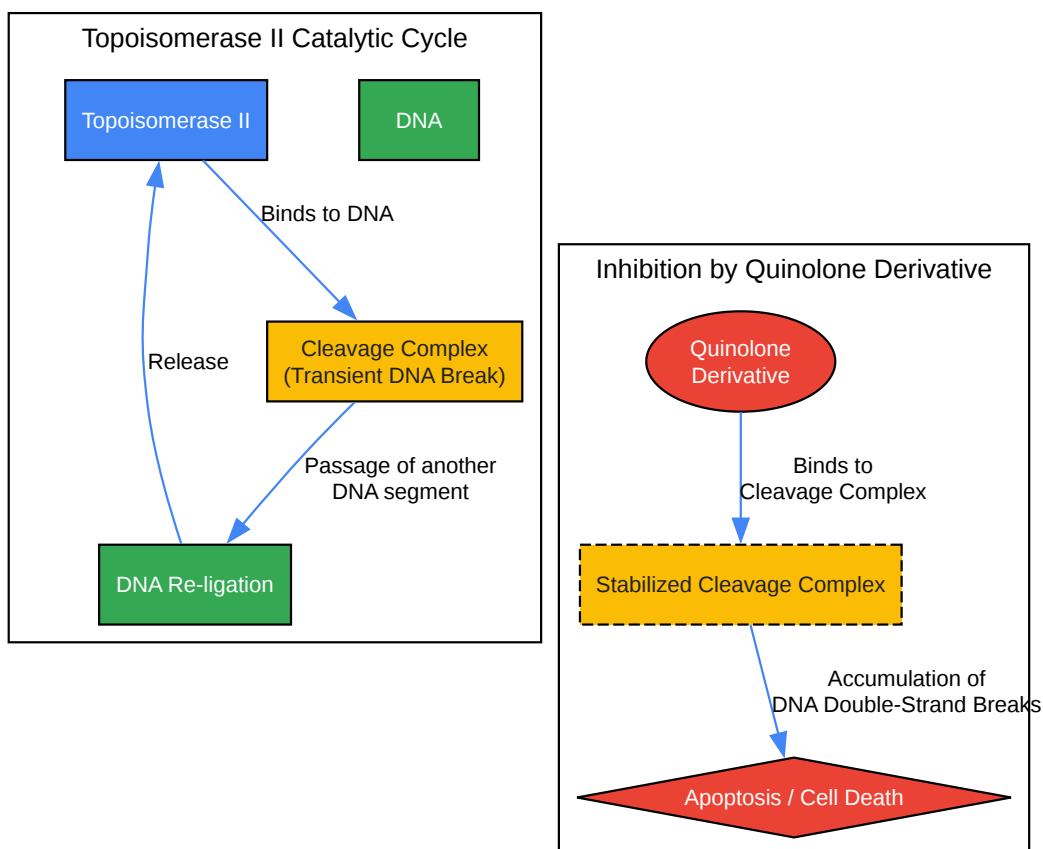 Topoisomerase II Catalytic Cycle
Topoisomerase II
DNA
Binds to DNA
Cleavage Complex
(Transient DNA Break)
Release
Passage of another
DNA segment
DNA Re-ligation
Inhibition by Quinolone Derivative
Quinolone
Derivative
Binds to
Cleavage Complex
Stabilized Cleavage Complex
Accumulation of
DNA Double-Strand Breaks
Apoptosis / Cell Death